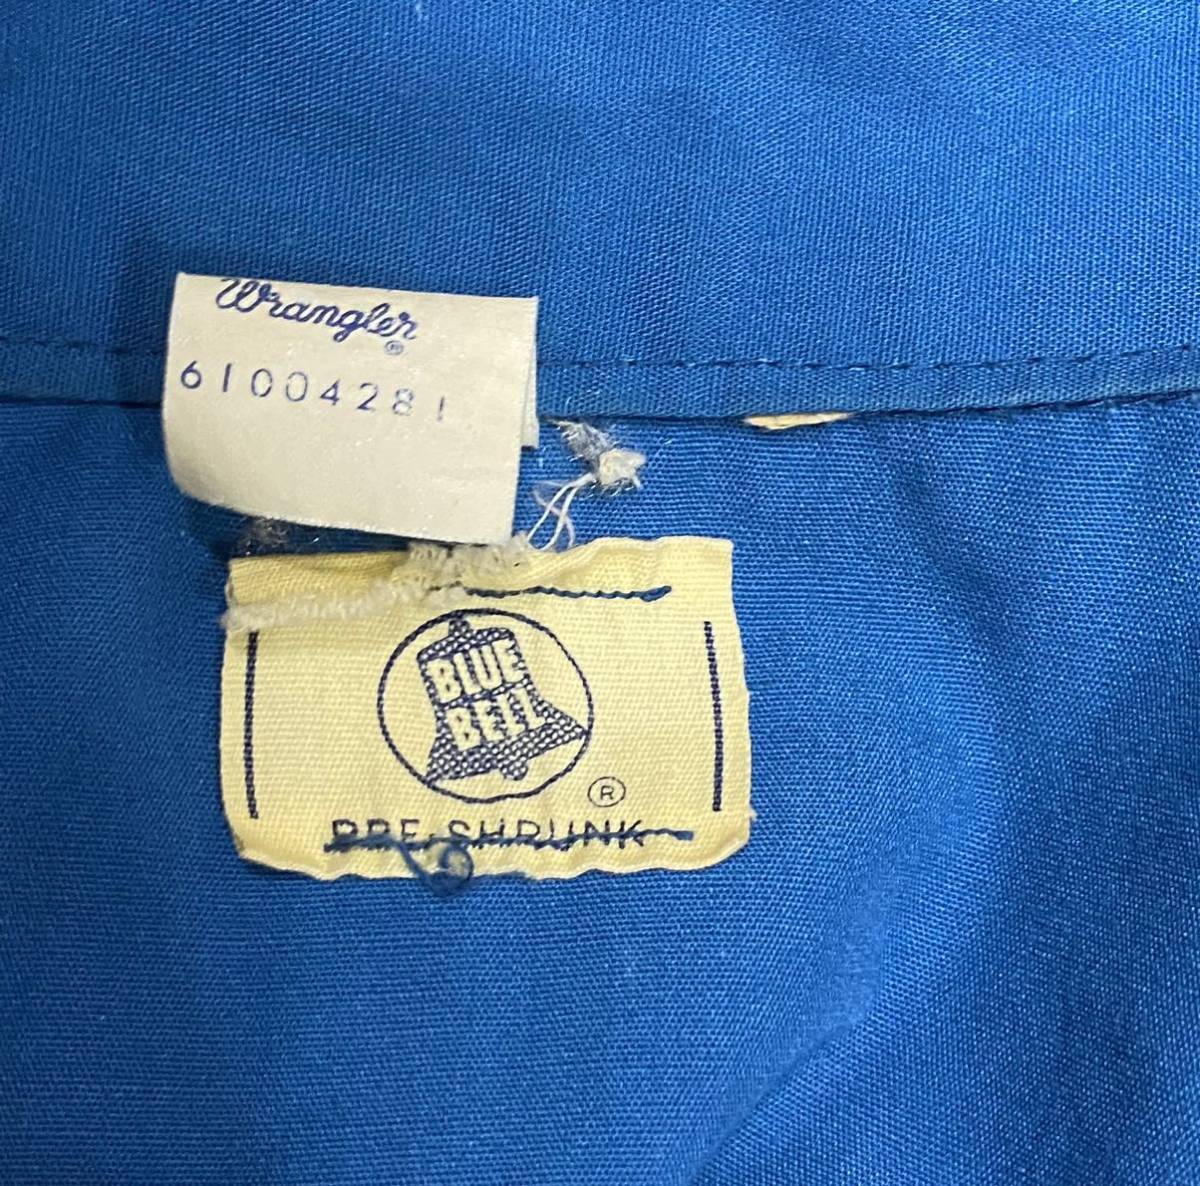 Wrangler
®
61004281
BLUE
BELL
®
PRE-SHRUNK